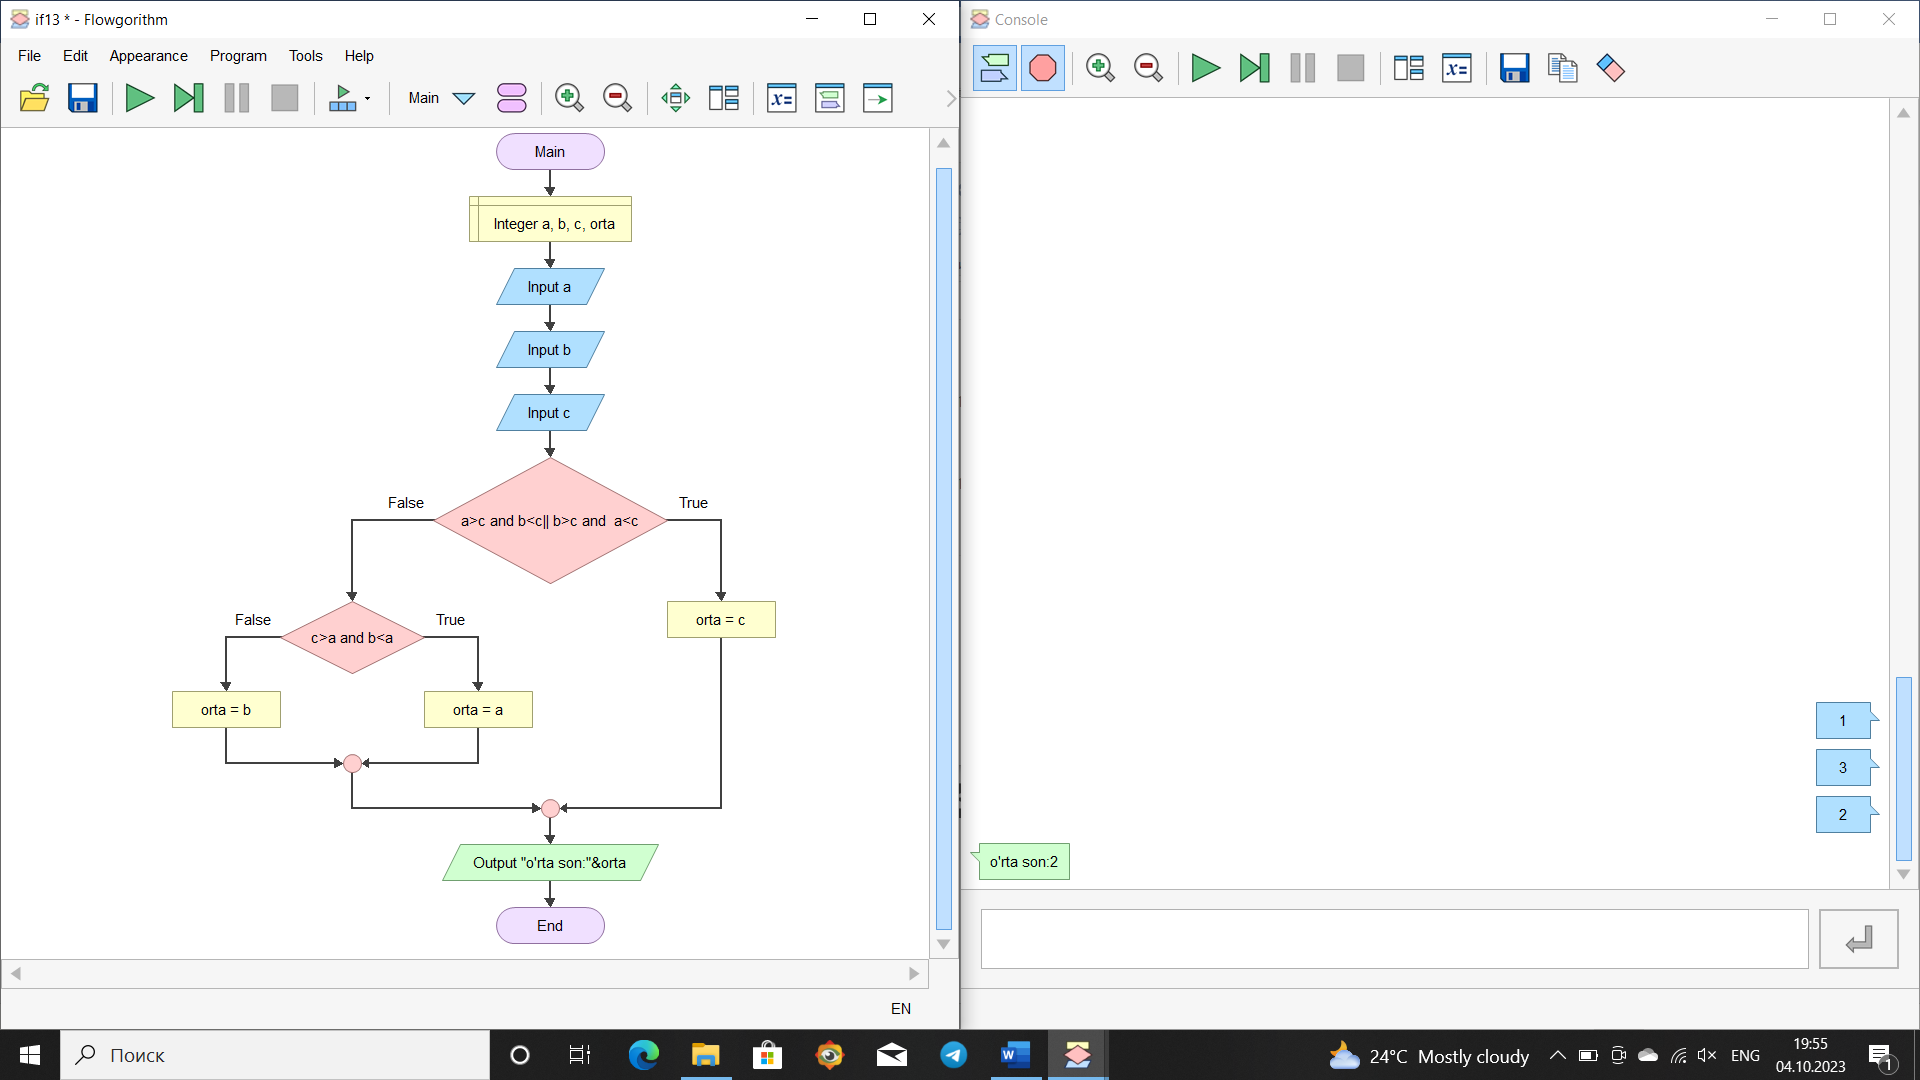 if13 * - Flowgorithm
File Edit Appearance Program Tools Help
Main
x=
Main
Integer a, b, c, orta
Input a
Input b
Input c
False
a>c and b<c|| b>c and  a<c
True
False
c>a and b<a
True
orta = c
orta = b
orta = a
Output "o'rta son:"&orta
End
EN
Console
x=
1
3
2
o'rta son:2
Поиск
24°C Mostly cloudy
ENG
19:55
04.10.2023
1